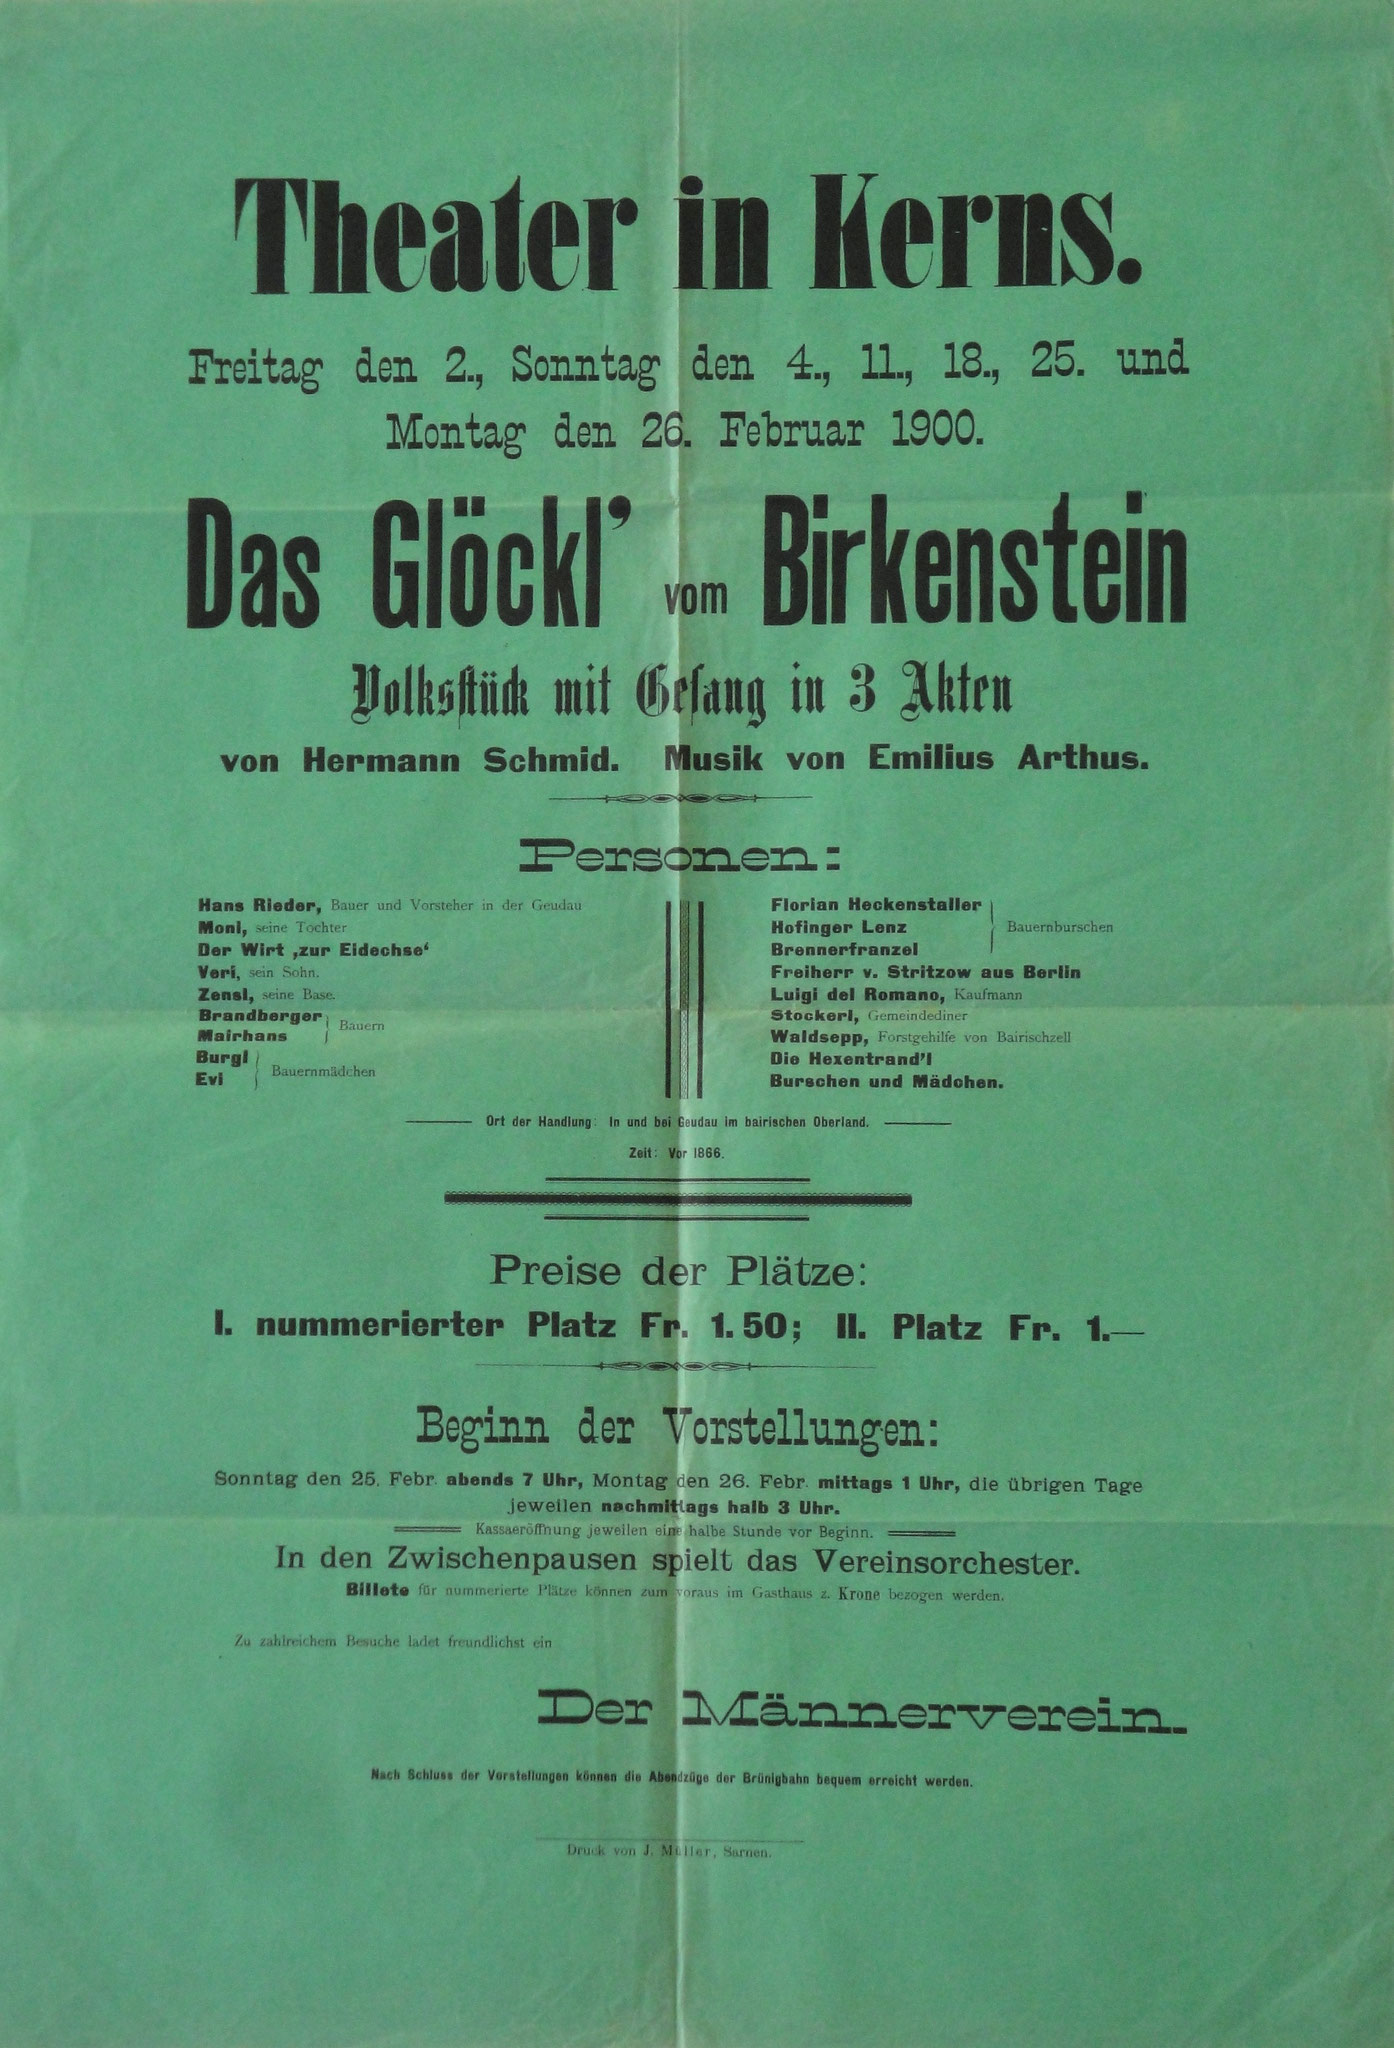 Theater in Kerns.
Freitag den 2., Sonntag den 4., 11., 18., 25. und
Montag den 26. Februar 1900.
Das Glöckl’ vom Birkenstein
Volksstück mit Gesang in 3 Akten
von Hermann Schmid. Musik von Emilius Arthus.
Personen:
Hans Rieder, Bauer und Vorsteher in der Geudau
Moni, seine Tochter
Der Wirt ‚zur Eidechse‘
Veri, sein Sohn.
Zensl, seine Base.
Brandberger
Mairhans
Bauern
Burgl
Evi
Bauernmädchen
Florian Heckenstaller
Hofinger Lenz
Brennerfranzel
Bauernburschen
Freiherr v. Stritzow aus Berlin
Luigi del Romano, Kaufmann
Stockerl, Gemeindediner
Waldsepp, Forstgehilfe von Bairischzell
Die Hexentrand’l
Burschen und Mädchen.
Ort der Handlung: In und bei Geudau im bairischen Oberland.
Zeit: Vor 1866.
Preise der Plätze:
I. nummerierter Platz Fr. 1.50; II. Platz Fr. 1.—
Beginn der Vorstellungen:
Sonntag den 25. Febr. abends 7 Uhr, Montag den 26. Febr. mittags 1 Uhr, die übrigen Tage
jeweilen nachmittags halb 3 Uhr.
Kassaeröffnung jeweilen eine halbe Stunde vor Beginn.
In den Zwischenpausen spielt das Vereinsorchester.
Billete für nummerierte Plätze können zum voraus im Gasthaus z. Krone bezogen werden.
Zu zahlreichem Besuche ladet freundlichst ein
Der Männerverein.
Nach Schluss der Vorstellungen können die Abendzüge der Brünigbahn bequem erreicht werden.
Druck von J. Müller, Sarnen.